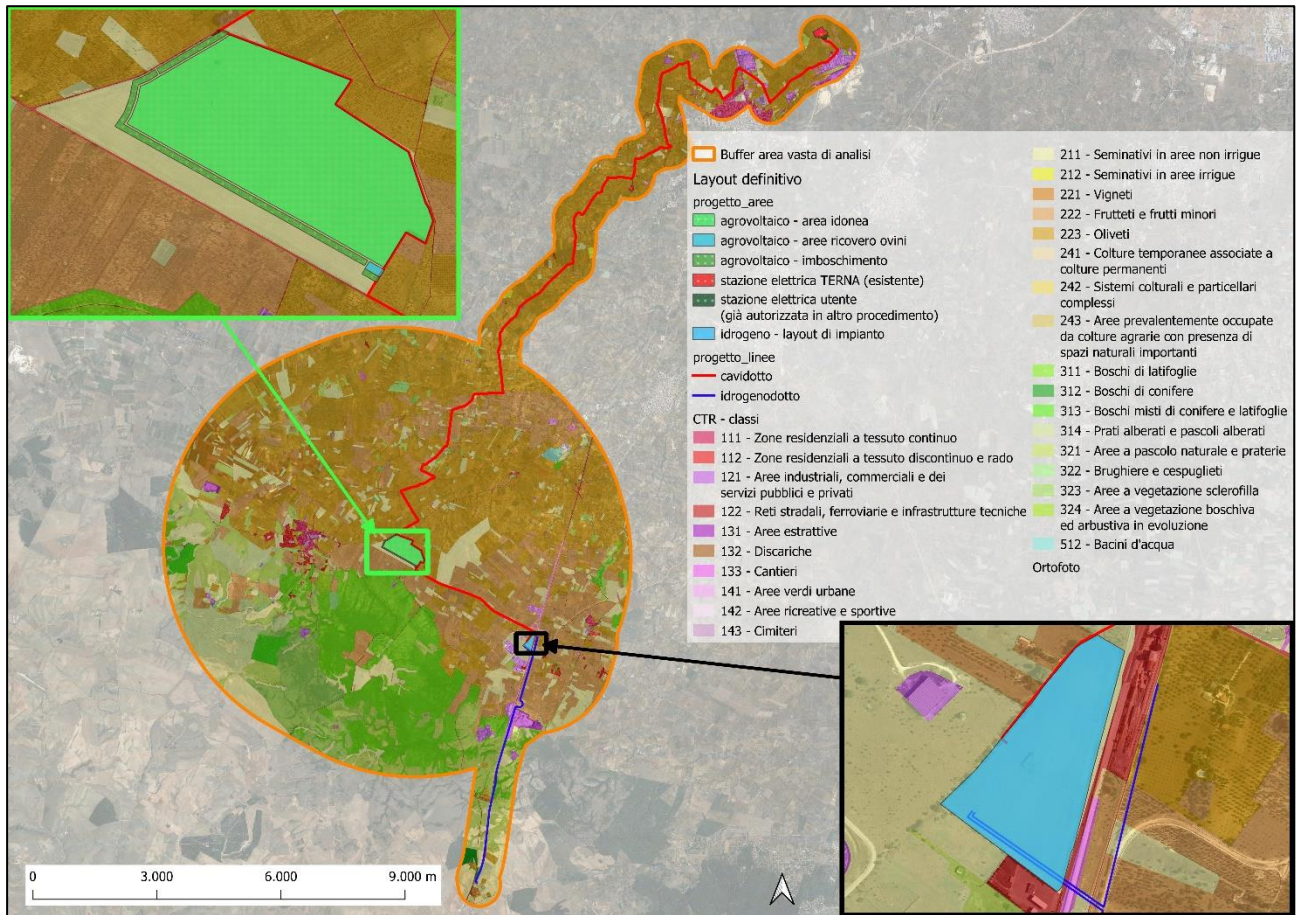 Buffer area vasta di analisi
Layout definitivo
progetto_aree
agrovoltaico - area idonea
agrovoltaico - aree ricovero ovini
agrovoltaico - imboschimento
stazione elettrica TERNA (esistente)
stazione elettrica utente
(già autorizzata in altro procedimento)
idrogeno - layout di impianto
progetto_linee
cavidotto
idrogenodotto
CTR - classi
111 - Zone residenziali a tessuto continuo
112 - Zone residenziali a tessuto discontinuo e rado
121 - Aree industriali, commerciali e dei
servizi pubblici e privati
122 - Reti stradali, ferroviarie e infrastrutture tecniche
131 - Aree estrattive
132 - Discariche
133 - Cantieri
141 - Aree verdi urbane
142 - Aree ricreative e sportive
143 - Cimiteri
211 - Seminativi in aree non irrigue
212 - Seminativi in aree irrigue
221 - Vigneti
222 - Frutteti e frutti minori
223 - Oliveti
241 - Colture temporanee associate a
colture permanenti
242 - Sistemi colturali e particellari
complessi
243 - Aree prevalentemente occupate
da colture agrarie con presenza di
spazi naturali importanti
311 - Boschi di latifoglie
312 - Boschi di conifere
313 - Boschi misti di conifere e latifoglie
314 - Prati alberati e pascoli alberati
321 - Aree a pascolo naturale e praterie
322 - Brughiere e cespuglieti
323 - Aree a vegetazione sclerofilla
324 - Aree a vegetazione boschiva
ed arbustiva in evoluzione
512 - Bacini d'acqua
Ortofoto
0 3.000 6.000 9.000 m